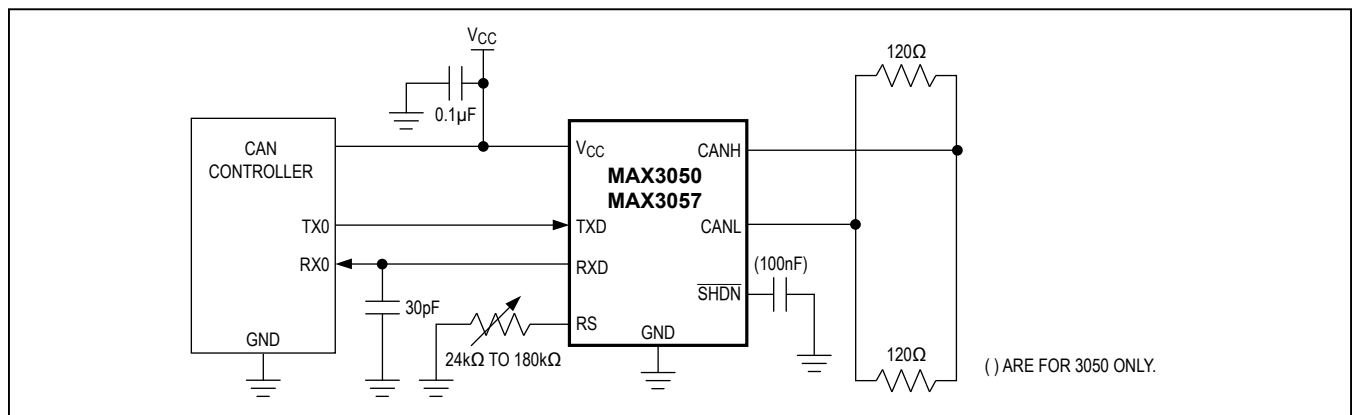 VCC
120Ω
0.1µF
CAN
CONTROLLER
VCC
CANH
MAX3050
MAX3057
TX0
TXD
CANL
RX0
RXD
(100nF)
SHDN
30pF
RS
GND
GND
24kΩ TO 180kΩ
120Ω
( ) ARE FOR 3050 ONLY.